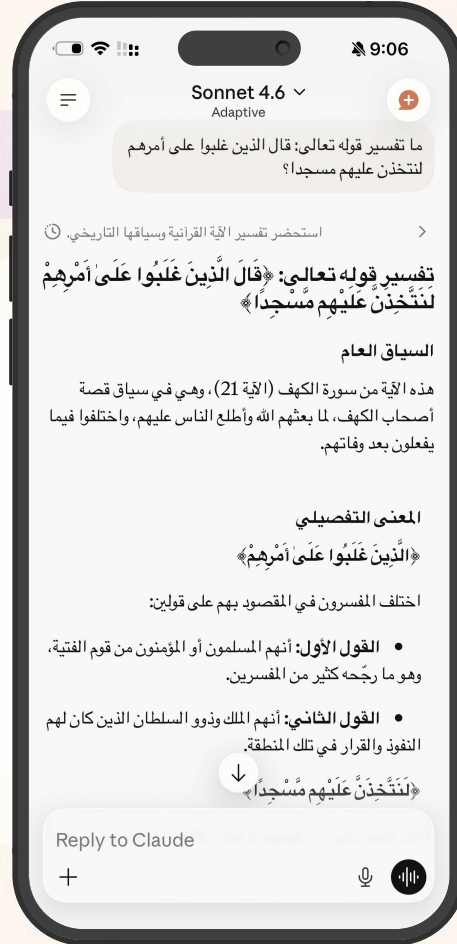 9:06
Sonnet 4.6
Adaptive
ما تفسير قوله تعالى: قال الذين غلبوا على أمرهم
لنتخذن عليهم مسجدا؟
استحضر تفسير الآية القرآنية وسياقها التاريخي.
تفسير قوله تعالى: ﴿قَالَ الَّذِينَ غَلَبُوا عَلَىٰ أَمْرِهِمْ
لَنَتَّخِذَنَّ عَلَيْهِم مَّسْجِدًا﴾
السياق العام
هذه الآية من سورة الكهف (الآية 21)، وهي في سياق قصة
أصحاب الكهف، لما بعثهم الله وأطلع الناس عليهم، واختلفوا فيما
يفعلون بعد وفاتهم.
المعنى التفصيلي
﴿الَّذِينَ غَلَبُوا عَلَىٰ أَمْرِهِمْ﴾
اختلف المفسرون في المقصود بهم على قولين:
• القول الأول: أنهم المسلمون أو المؤمنون من قوم الفتية،
وهو ما رجّحه كثير من المفسرين.
• القول الثاني: أنهم الملك وذوو السلطان الذين كان لهم
النفوذ والقرار في تلك المنطقة.
﴿لَنَتَّخِذَنَّ عَلَيْهِم مَّسْجِدًا﴾
Reply to Claude